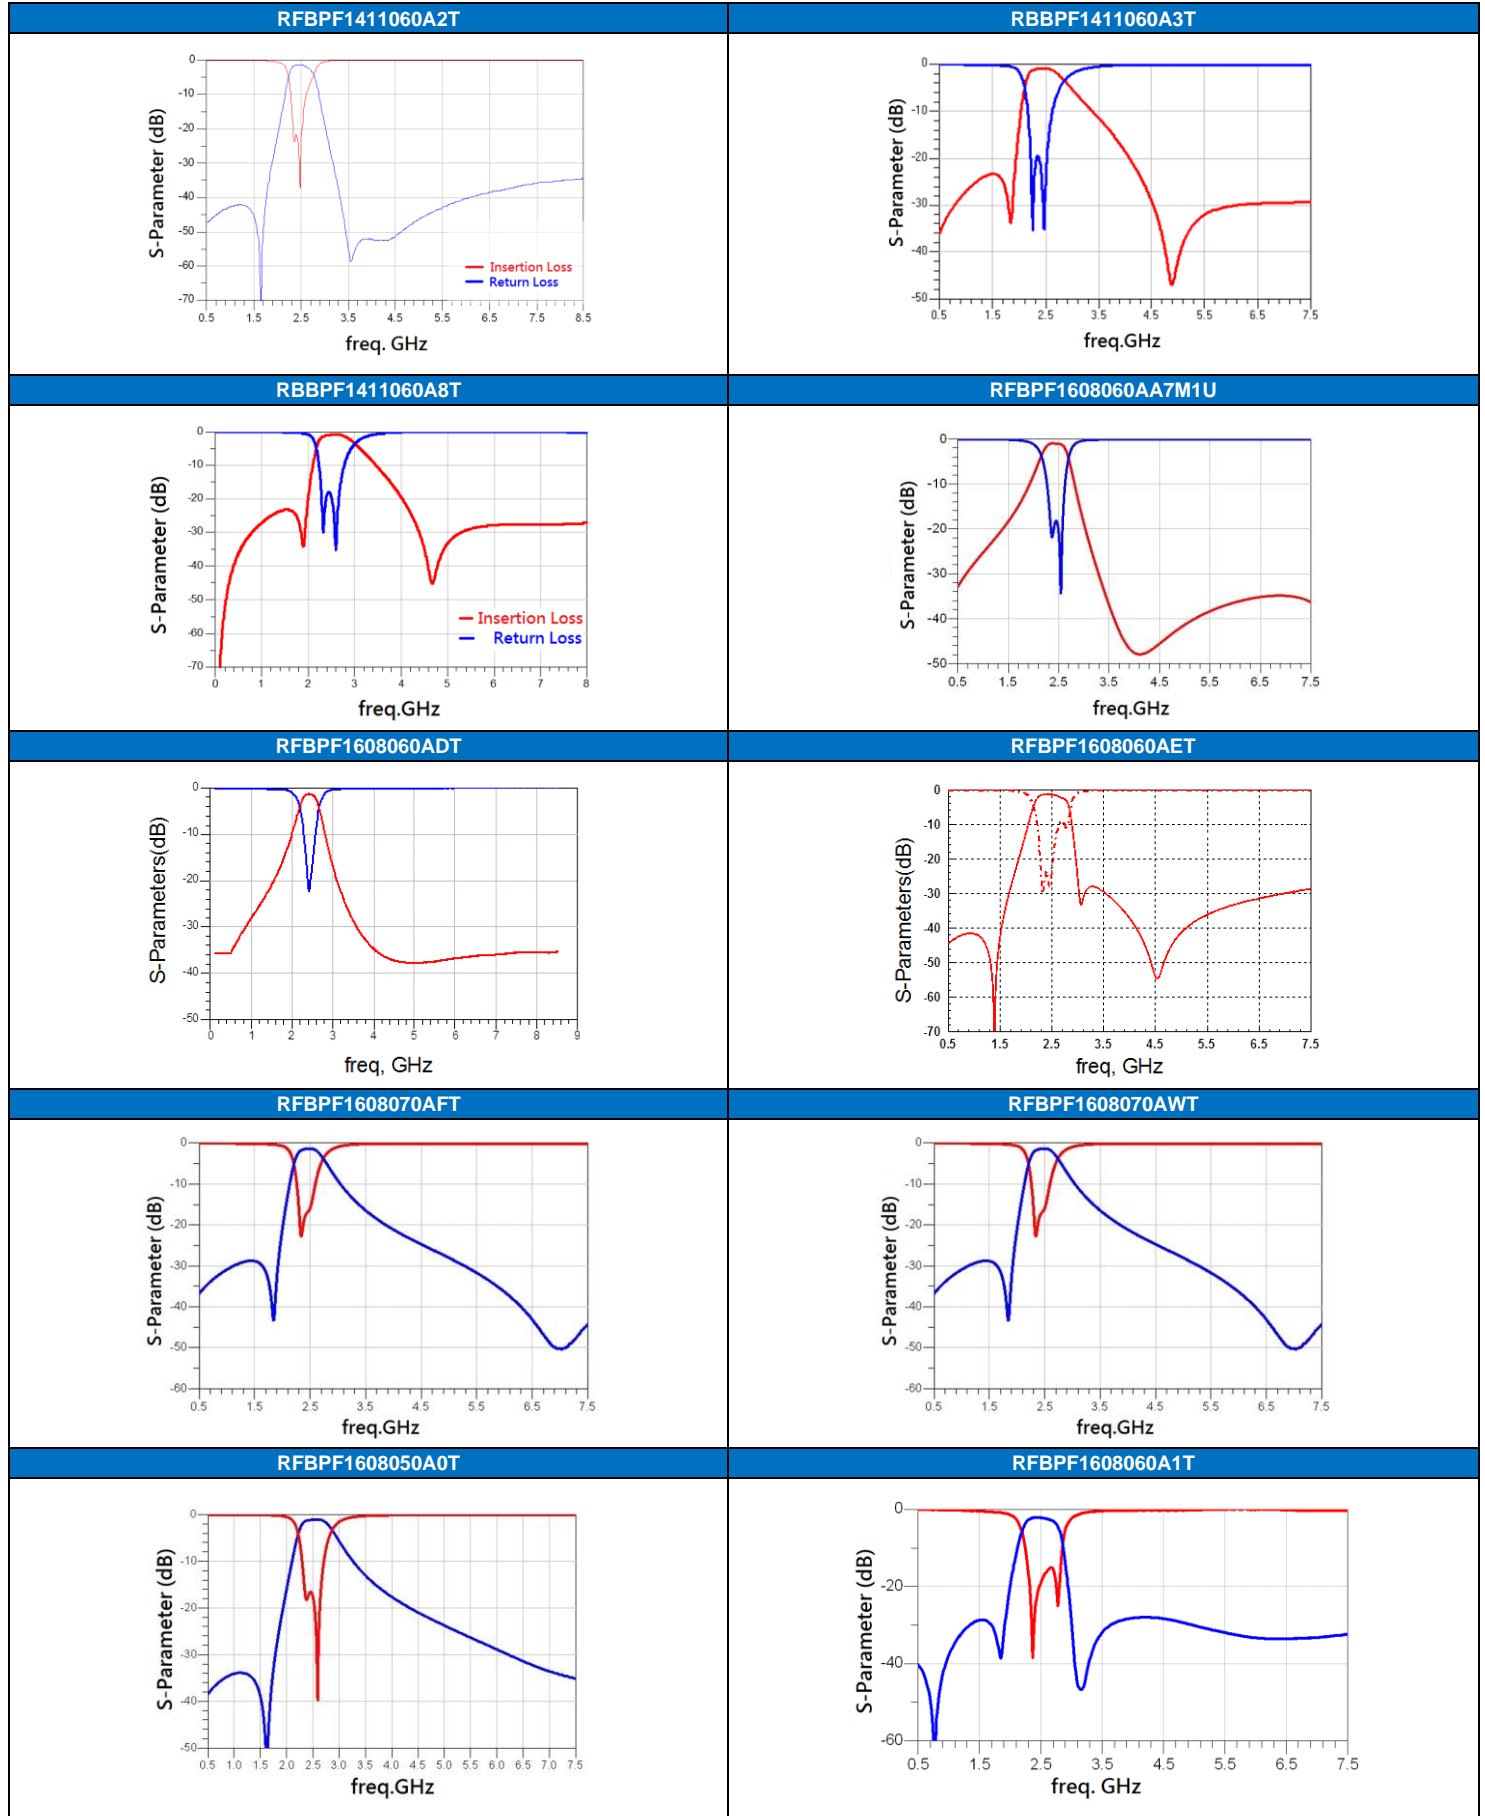 RFBPF1411060A2T
RBBPF1411060A3T
0
-10
-20
-30
-40
-50
-60
-70
S-Parameter (dB)
Insertion Loss
Return Loss
0.5 1.5 2.5 3.5 4.5 5.5 6.5 7.5 8.5
freq. GHz
0
-10
-20
-30
-40
-50
S-Parameter (dB)
0.5 1.5 2.5 3.5 4.5 5.5 6.5 7.5
freq.GHz
RBBPF1411060A8T
RFBPF1608060AA7M1U
0
-10
-20
-30
-40
-50
-60
-70
S-Parameter (dB)
Insertion Loss
Return Loss
0 1 2 3 4 5 6 7 8
freq.GHz
0
-10
-20
-30
-40
-50
S-Parameter (dB)
0.5 1.5 2.5 3.5 4.5 5.5 6.5 7.5
freq.GHz
RFBPF1608060ADT
RFBPF1608060AET
0
-10
-20
-30
-40
-50
S-Parameters(dB)
0 1 2 3 4 5 6 7 8 9
freq, GHz
0
-10
-20
-30
-40
-50
-60
-70
S-Parameters(dB)
0.5 1.5 2.5 3.5 4.5 5.5 6.5 7.5
freq, GHz
RFBPF1608070AFT
RFBPF1608070AWT
0
-10
-20
-30
-40
-50
-60
S-Parameter (dB)
0.5 1.5 2.5 3.5 4.5 5.5 6.5 7.5
freq.GHz
0
-10
-20
-30
-40
-50
-60
S-Parameter (dB)
0.5 1.5 2.5 3.5 4.5 5.5 6.5 7.5
freq.GHz
RFBPF1608050A0T
RFBPF1608060A1T
0
-10
-20
-30
-40
-50
S-Parameter (dB)
0.5 1.0 1.5 2.0 2.5 3.0 3.5 4.0 4.5 5.0 5.5 6.0 6.5 7.0 7.5
freq.GHz
0
-20
-40
-60
S-Parameter (dB)
0.5 1.5 2.5 3.5 4.5 5.5 6.5 7.5
freq. GHz